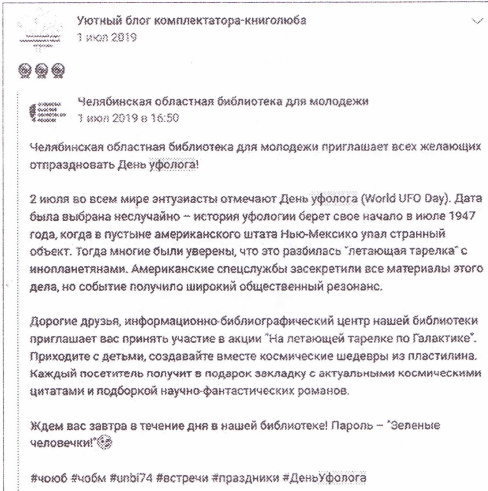 Уютный блог комплектатора-книголюба
1 июл 2019
Челябинская областная библиотека для молодежи
1 июл 2019 в 16:50
Челябинская областная библиотека для молодежи приглашает всех желающих
отпраздновать День уфолога!
2 июля во всем мире энтузиасты отмечают День уфолога (World UFO Day). Дата
была выбрана неслучайно – история уфологии берет свое начало в июле 1947
года, когда в пустыне американского штата Нью-Мексико упал странный
объект. Тогда многие были уверены, что это разбилась "летающая тарелка" с
инопланетянами. Американские спецслужбы засекретили все материалы этого
дела, но событие получило широкий общественный резонанс.
Дорогие друзья, информационно-библиографический центр нашей библиотеки
приглашает вас принять участие в акции "На летающей тарелке по Галактике".
Приходите с детьми, создавайте вместе космические шедевры из пластилина.
Каждый посетитель получит в подарок закладку с актуальными космическими
цитатами и подборкой научно-фантастических романов.
Ждем вас завтра в течение дня в нашей библиотеке! Пароль – "Зеленые
человечки!"
#чоюб #чобм #unbi74 #встречи #праздники #ДеньУфолога